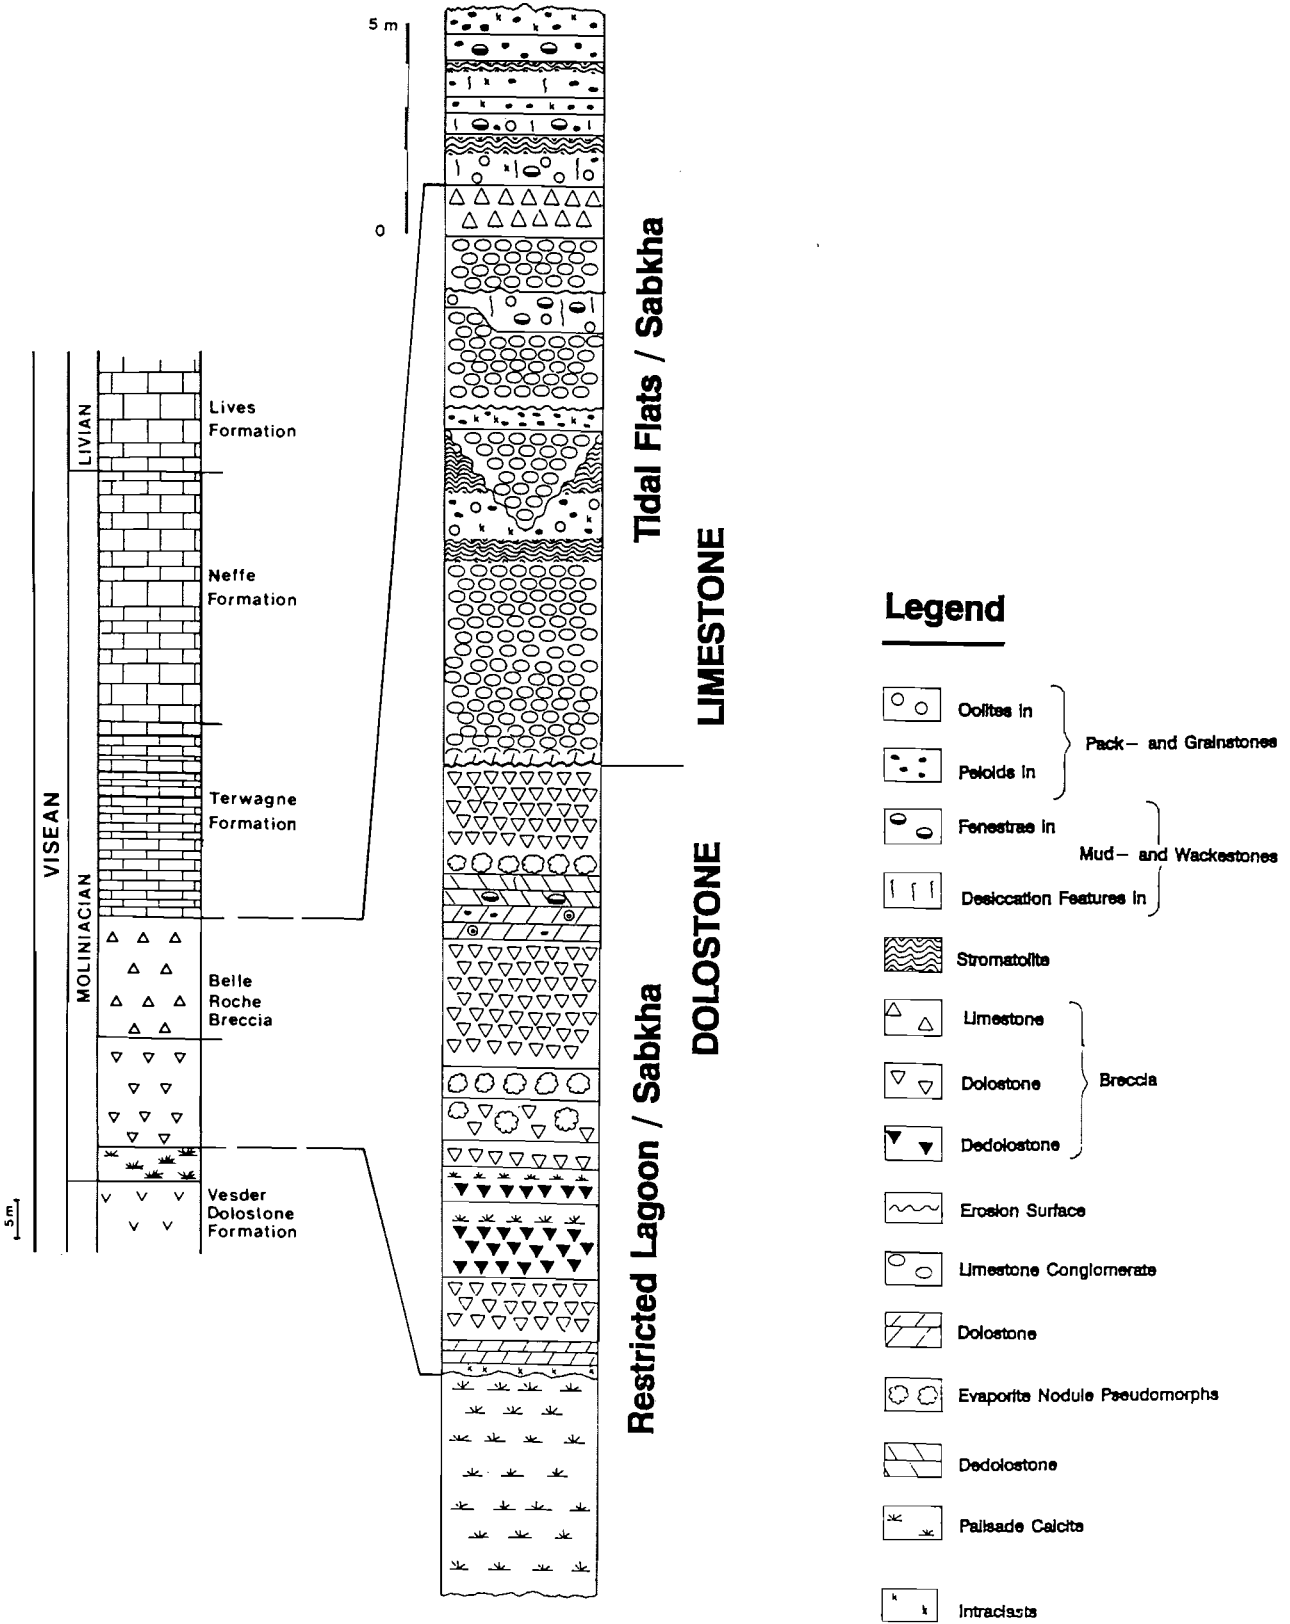 5 m
0
Tidal Flats / Sabkha
LIMESTONE
DOLOSTONE
Restricted Lagoon / Sabkha
VISEAN
LIVIAN
MOLINIACIAN
Lives
Formation
Neffe
Formation
Terwagne
Formation
Belle
Roche
Breccia
Vesder
Dolostone
Formation
5 m
Legend
Oolites in
Peloids in
Pack- and Grainstones
Fenestrae in
Mud- and Wackestones
Desiccation Features in
Stromatolite
Limestone
Dolostone
Breccia
Dedolostone
Erosion Surface
Limestone Conglomerate
Dolostone
Evaporite Nodule Pseudomorphs
Dedolostone
Palisade Calcite
Intraclasts